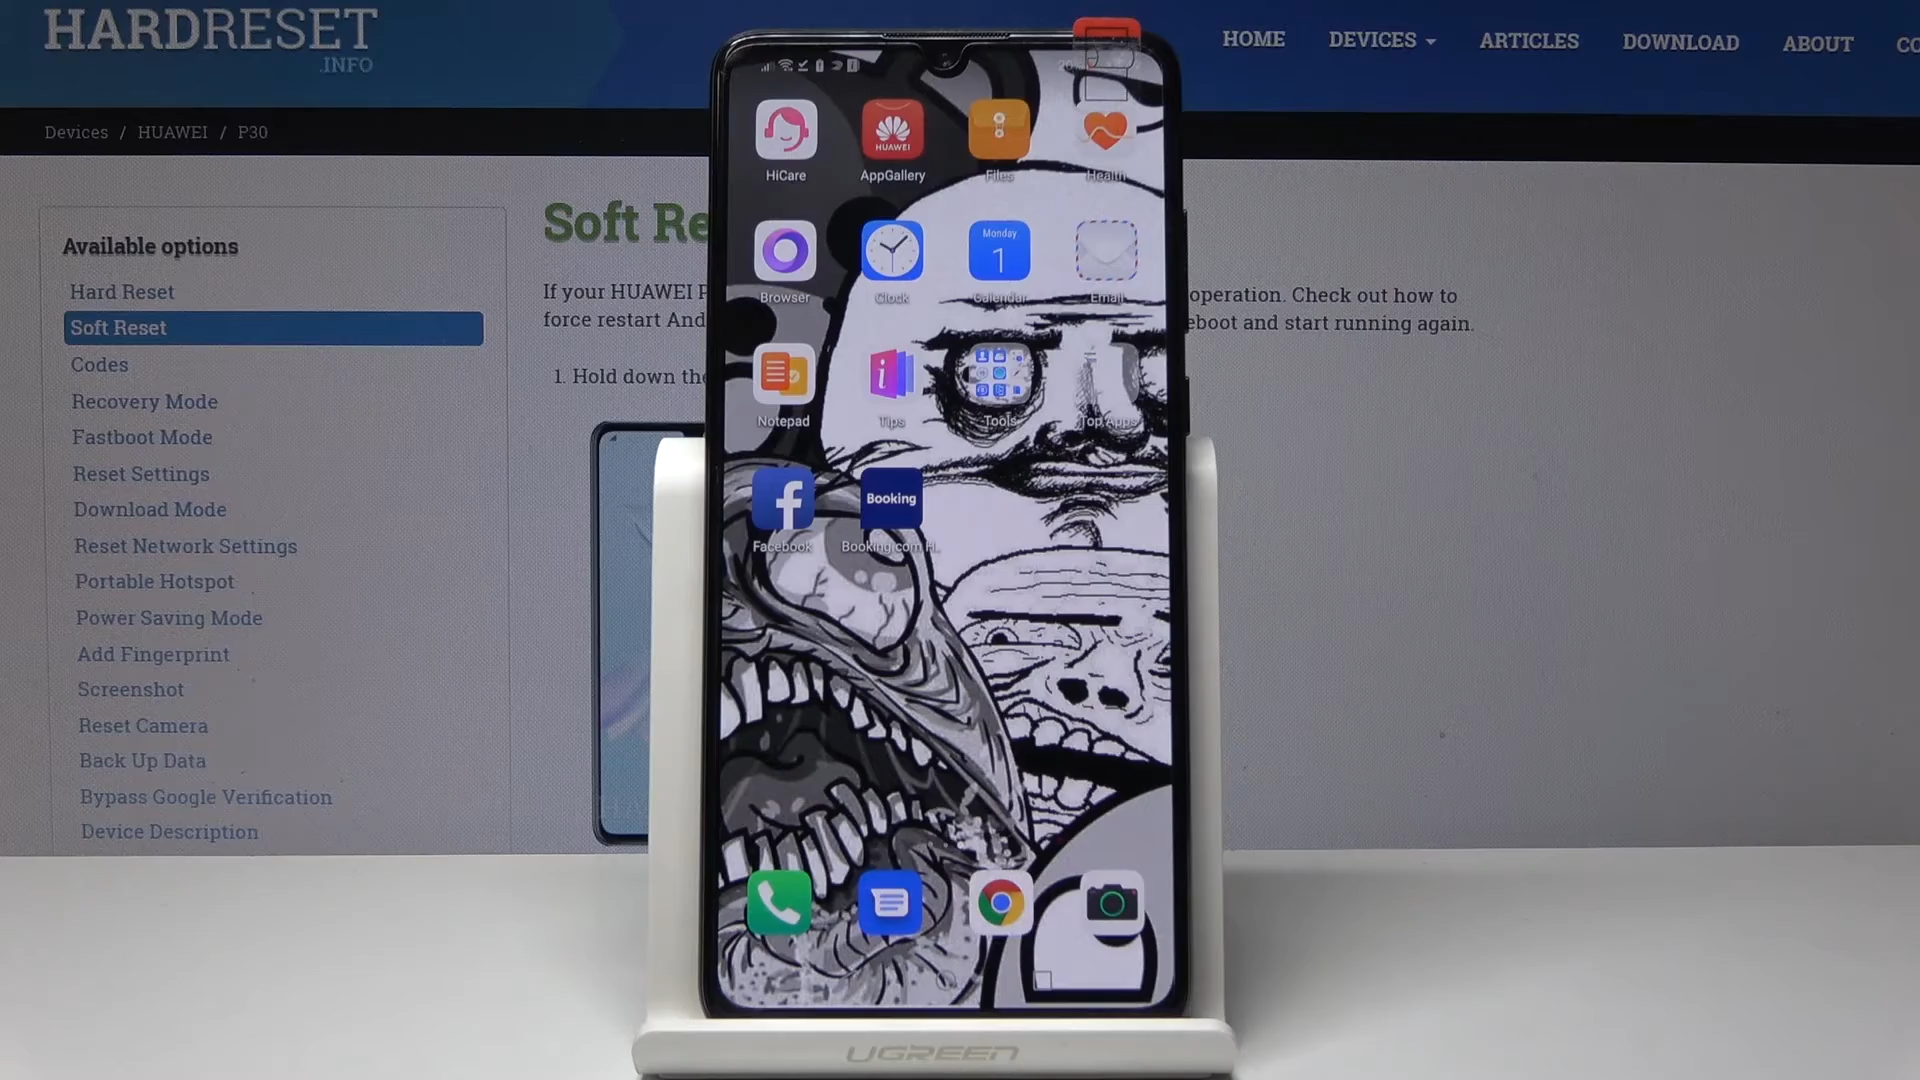 HARDRESET
.INFO
HOME DEVICES ARTICLES DOWNLOAD ABOUT CO
Devices / HUAWEI / P30
Available options
Hard Reset
Soft Reset
Codes
Recovery Mode
Fastboot Mode
Reset Settings
Download Mode
Reset Network Settings
Portable Hotspot
Power Saving Mode
Add Fingerprint
Screenshot
Reset Camera
Back Up Data
Bypass Google Verification
Device Description
Soft Re
If your HUAWEI P
operation. Check out how to
force restart And
eboot and start running again.
1. Hold down the
HUAWEI
HiCare AppGallery Files Health
Monday
1
Browser Clock Calendar Email
Notepad Tips Tools Top Apps
Booking
Facebook Booking.com H..
UGREEN